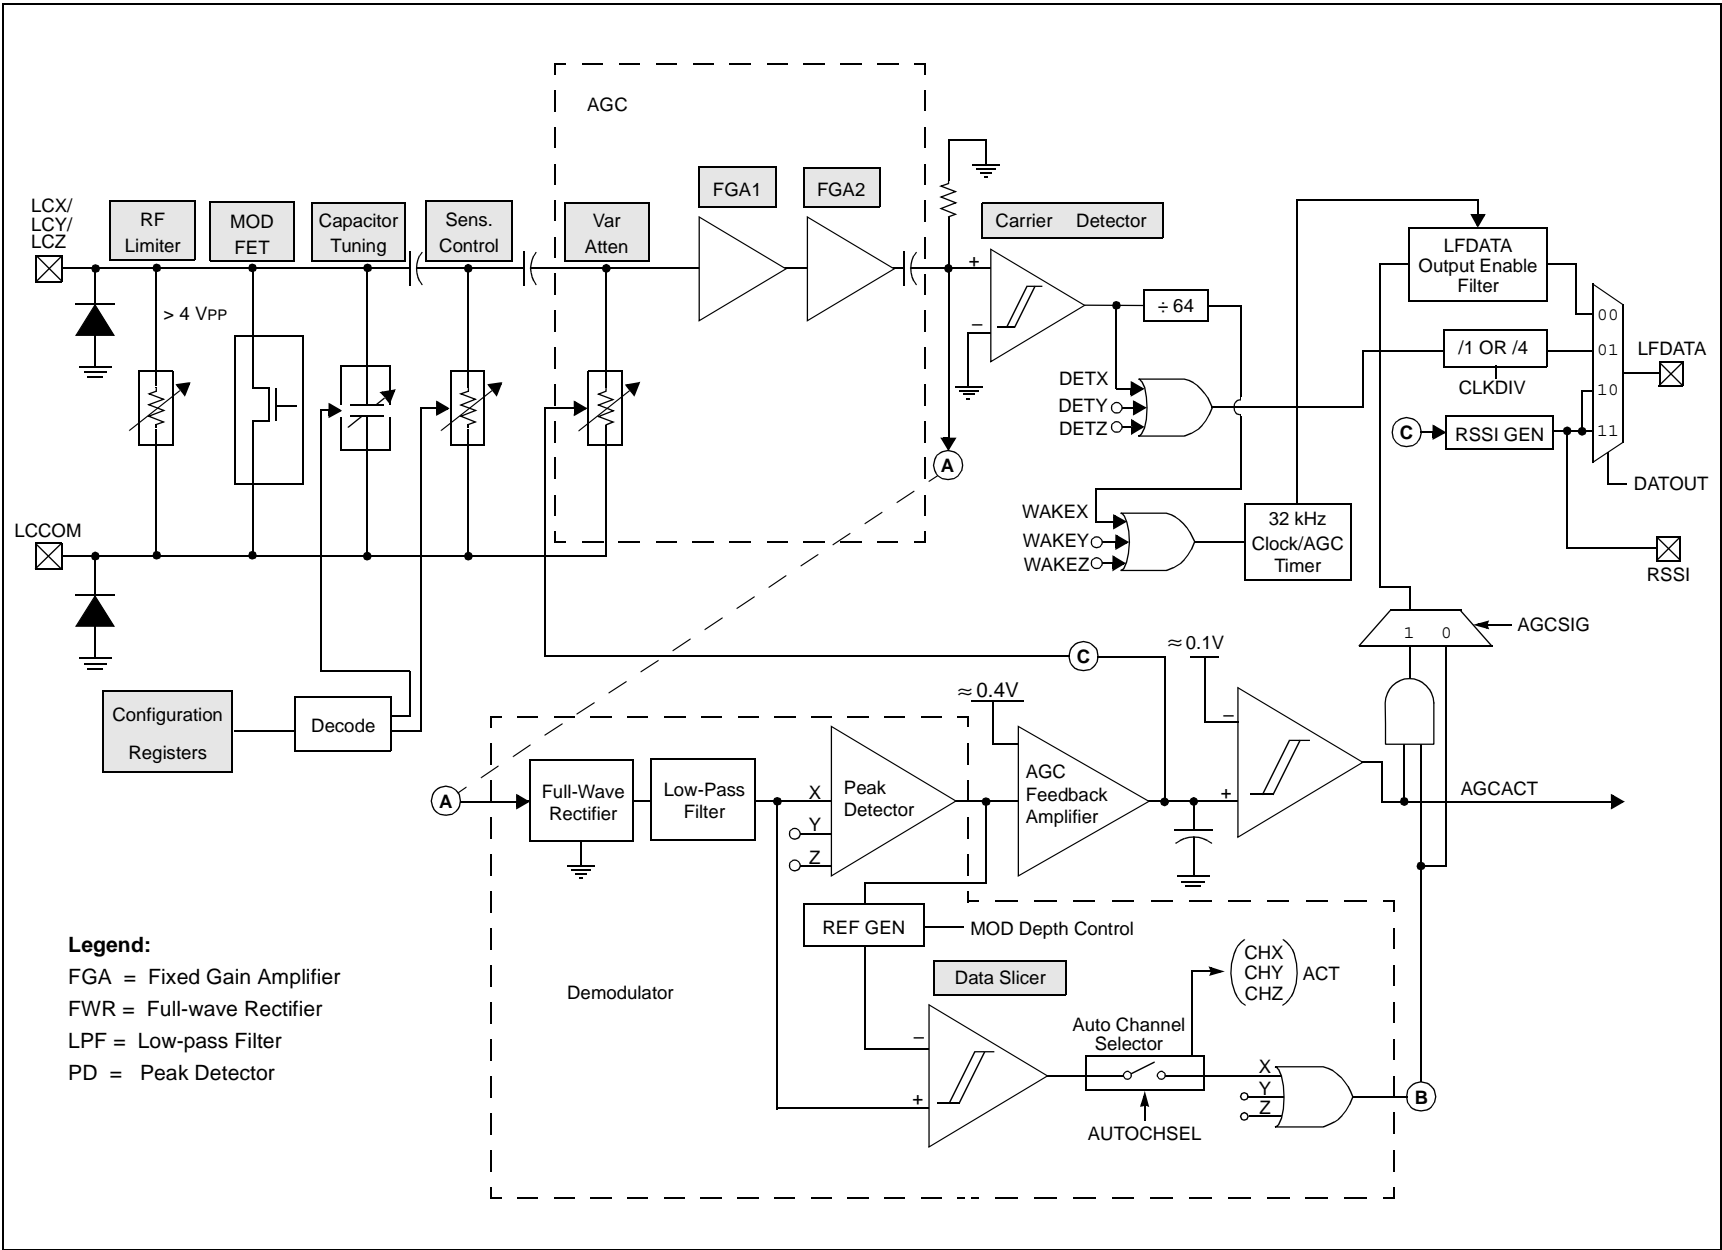 AGC
FGA1
FGA2
LCX/
LCY/
LCZ
RF
Limiter
MOD
FET
Capacitor
Tuning
Sens.
Control
Var
Atten
Carrier Detector
+
–
> 4 VPP
÷ 64
LFDATA
Output Enable
Filter
00
01
10
11
/1 OR /4
CLKDIV
LFDATA
DETX
DETY
DETZ
C
RSSI GEN
A
DATOUT
WAKEX
WAKEY
WAKEZ
32 kHz
Clock/AGC
Timer
RSSI
LCCOM
1 0
AGCSIG
C
≈ 0.1V
≈ 0.4V
Configuration
Registers
Decode
A
Full-Wave
Rectifier
Low-Pass
Filter
X
Y
Z
Peak
Detector
AGC
Feedback
Amplifier
–
+
AGCACT
REF GEN
MOD Depth Control
Data Slicer
CHX
CHY
CHZ
ACT
Demodulator
Auto Channel
Selector
–
+
X
Y
Z
B
AUTOCHSEL
Legend:
FGA = Fixed Gain Amplifier
FWR = Full-wave Rectifier
LPF = Low-pass Filter
PD = Peak Detector